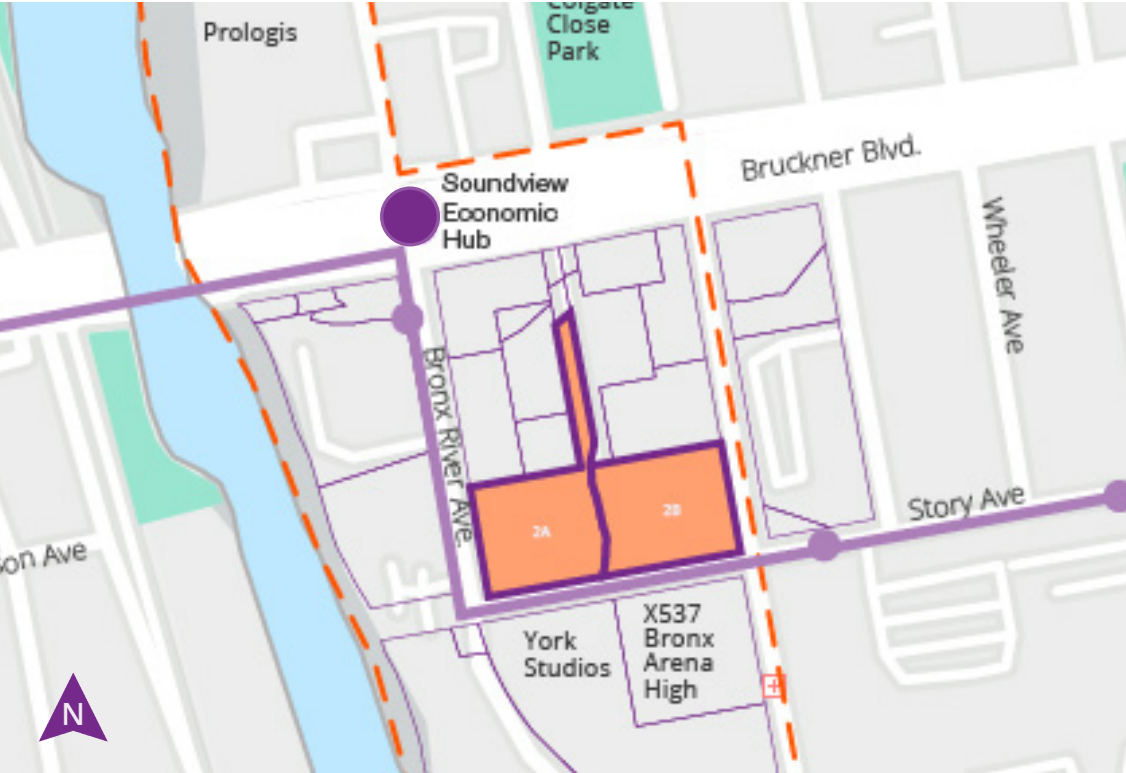 Colgate
Close
Park
Prologis
Bruckner Blvd.
Soundview
Economic
Hub
Wheeler Ave
Bronx River Ave.
2A
2B
Story Ave
son Ave
York
Studios
X537
Bronx
Arena
High
N